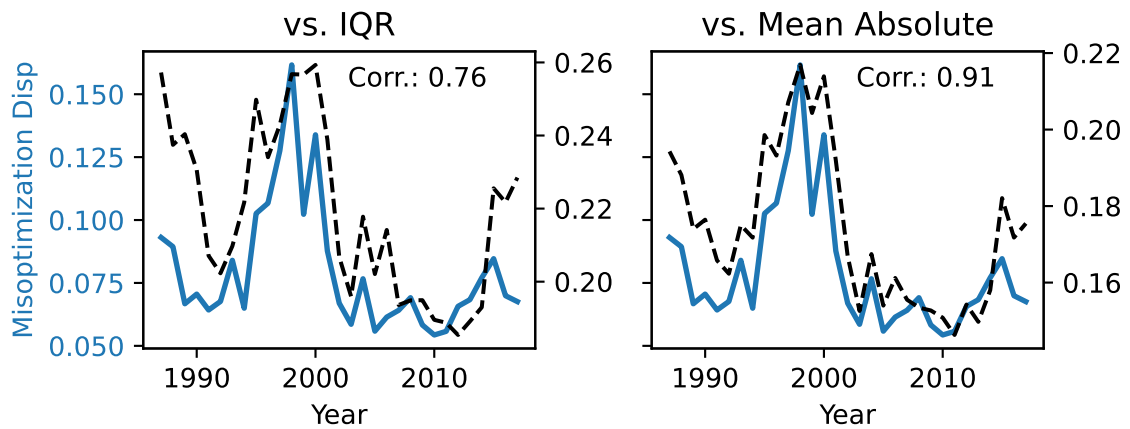 vs. IQR
Corr.: 0.76
Misoptimization Disp
0.150
0.125
0.100
0.075
0.050
0.26
0.24
0.22
0.20
1990 2000 2010
Year
vs. Mean Absolute
Corr.: 0.91
0.22
0.20
0.18
0.16
1990 2000 2010
Year